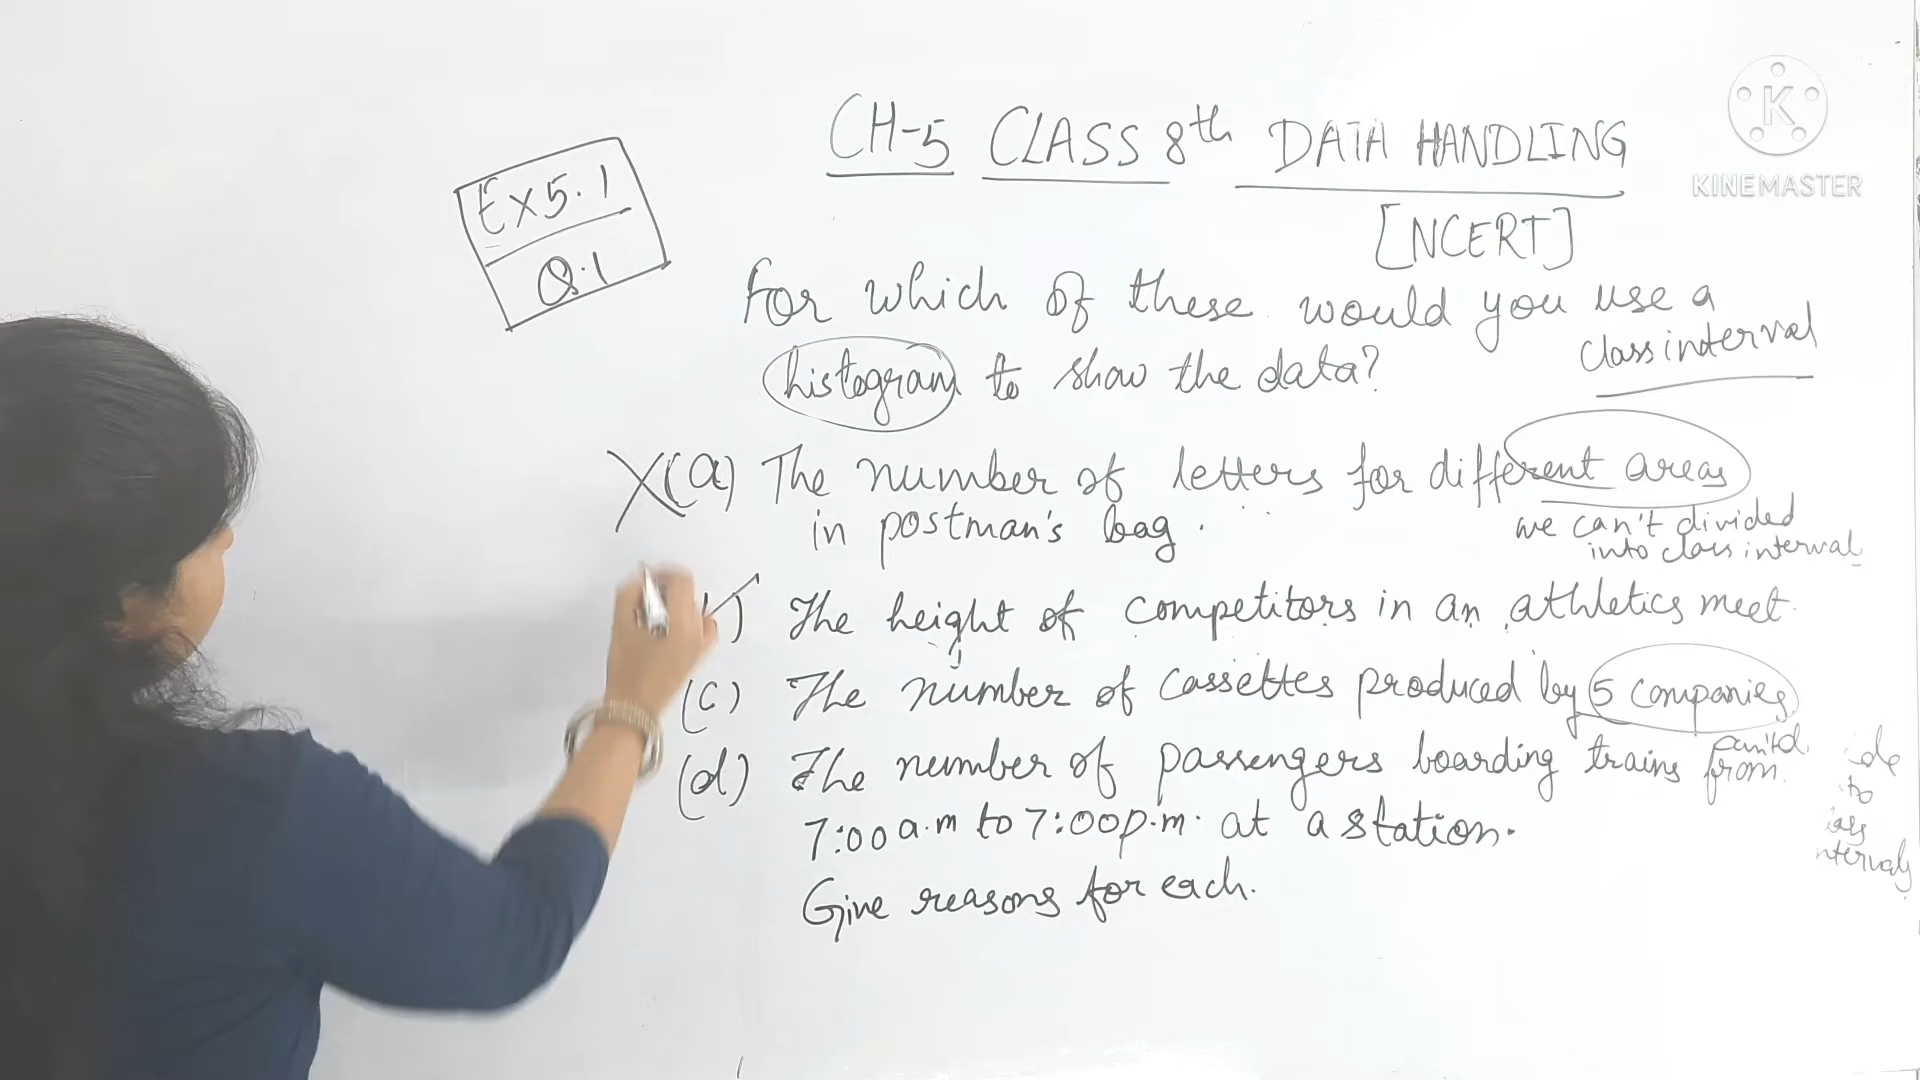 CH-5 CLASS 8th DATA HANDLING
[NCERT]
Ex 5.1
Q.1
For which of these would you use a
histogram to show the data?
class interval
X (a) The number of letters for different areas
in postman's bag.
we can't divided
into class interval
The height of competitors in an athletics meet.
(c) The number of cassettes produced by 5 companies
(d) The number of passengers boarding trains from
7:00 a.m to 7:00 p.m. at a station.
Give reasons for each.
KINEMASTER